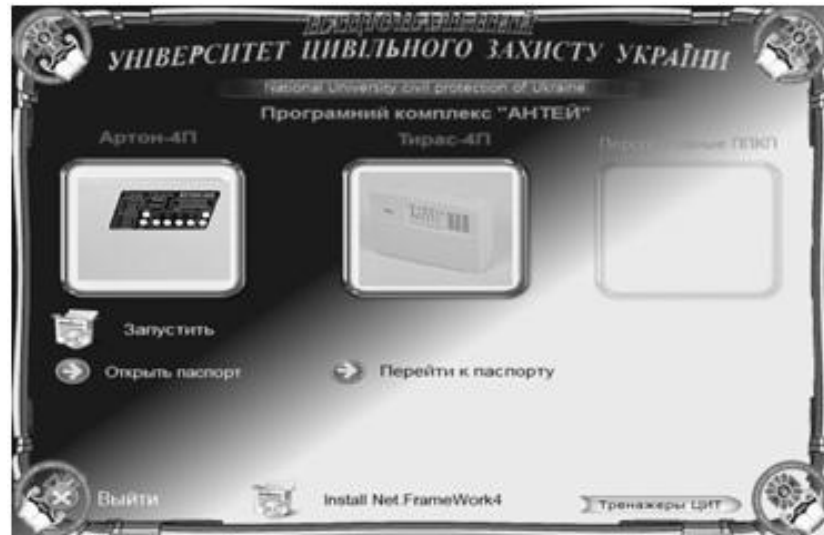 НАЦІОНАЛЬНИЙ
УНІВЕРСИТЕТ ЦИВІЛЬНОГО ЗАХИСТУ УКРАЇНИ
National University civil protection of Ukraine
Програмний комплекс "АНТЕЙ"
Артон-4П
Тирас-4П
ППКП
Запустить
Открыть паспорт
Перейти к паспорту
Выйти
Install Net.FrameWork4
Тренажеры ЦИТ